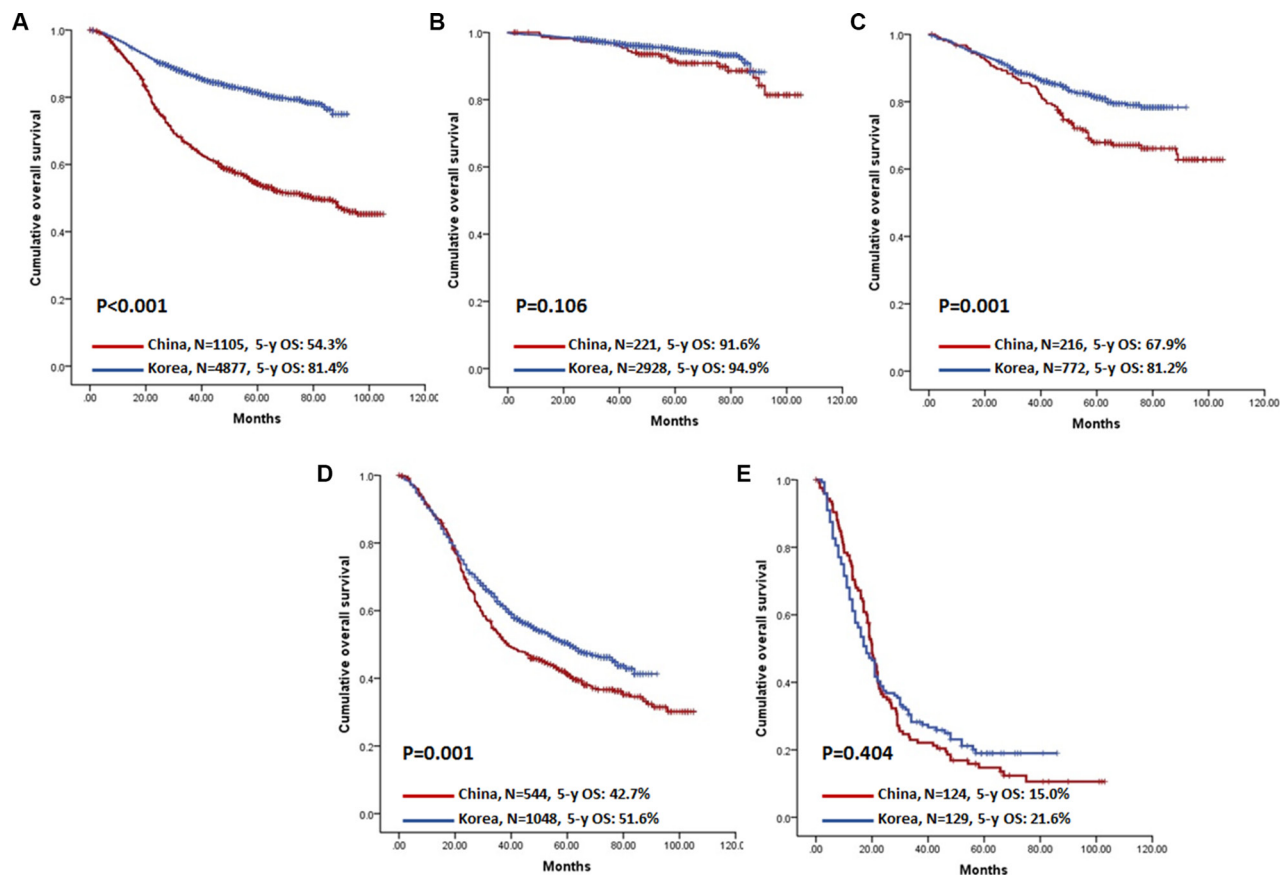 A
Cumulative overall survival
1.0
0.8
0.6
0.4
0.2
0.0
P<0.001
China, N=1105, 5-y OS: 54.3%
Korea, N=4877, 5-y OS: 81.4%
.00 20.00 40.00 60.00 80.00 100.00 120.00
Months
B
Cumulative overall survival
1.0
0.8
0.6
0.4
0.2
0.0
P=0.106
China, N=221, 5-y OS: 91.6%
Korea, N=2928, 5-y OS: 94.9%
.00 20.00 40.00 60.00 80.00 100.00 120.00
Months
C
Cumulative overall survival
1.0
0.8
0.6
0.4
0.2
0.0
P=0.001
China, N=216, 5-y OS: 67.9%
Korea, N=772, 5-y OS: 81.2%
.00 20.00 40.00 60.00 80.00 100.00 120.00
Months
D
Cumulative overall survival
1.0
0.8
0.6
0.4
0.2
0.0
P=0.001
China, N=544, 5-y OS: 42.7%
Korea, N=1048, 5-y OS: 51.6%
.00 20.00 40.00 60.00 80.00 100.00 120.00
Months
E
Cumulative overall survival
1.0
0.8
0.6
0.4
0.2
0.0
P=0.404
China, N=124, 5-y OS: 15.0%
Korea, N=129, 5-y OS: 21.6%
.00 20.00 40.00 60.00 80.00 100.00 120.00
Months